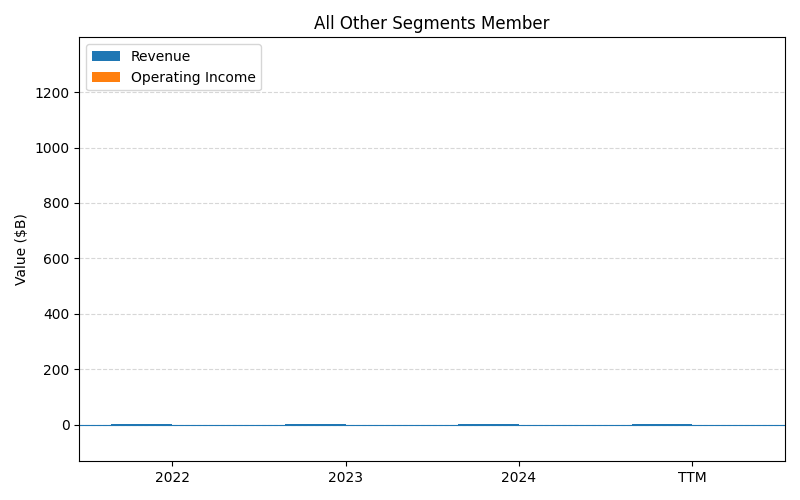 All Other Segments Member
Revenue
Operating Income
Value ($B)
1200
1000
800
600
400
200
0
2022 2023 2024 TTM